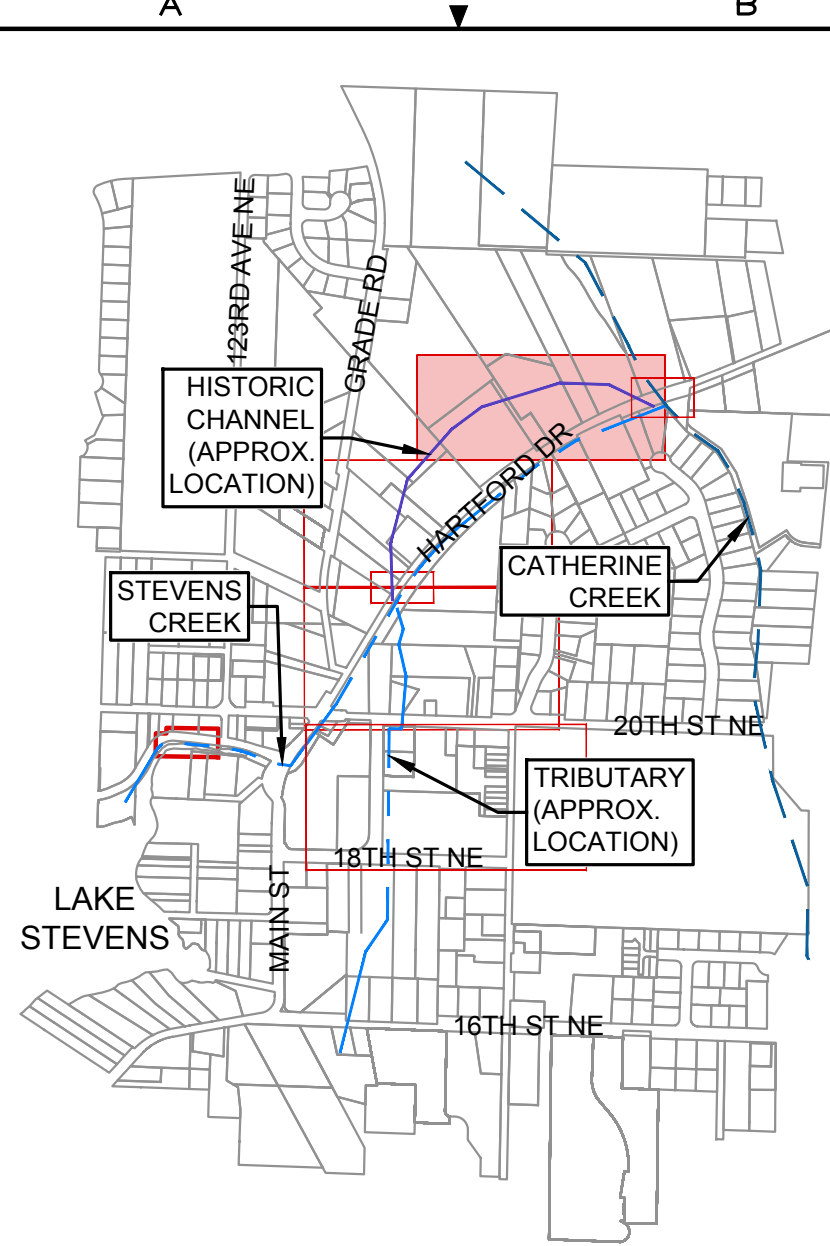 A
B
123RD AVE NE
GRADE RD
HISTORIC
CHANNEL
(APPROX.
LOCATION)
HARTFORD DR
CATHERINE
CREEK
STEVENS
CREEK
20TH ST NE
TRIBUTARY
(APPROX.
LOCATION)
18TH ST NE
MAIN ST
LAKE
STEVENS
16TH ST NE